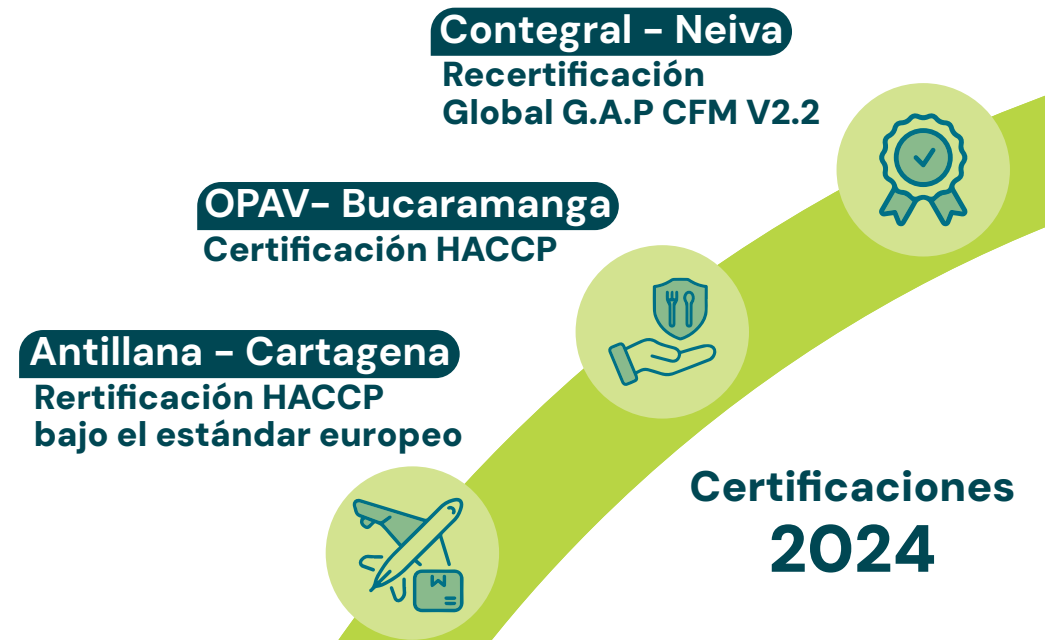 Contegral – Neiva
Recertificación
Global G.A.P CFM V2.2
OPAV– Bucaramanga
Certificación HACCP
Antillana – Cartagena
Rertificación HACCP
bajo el estándar europeo
Certificaciones
2024